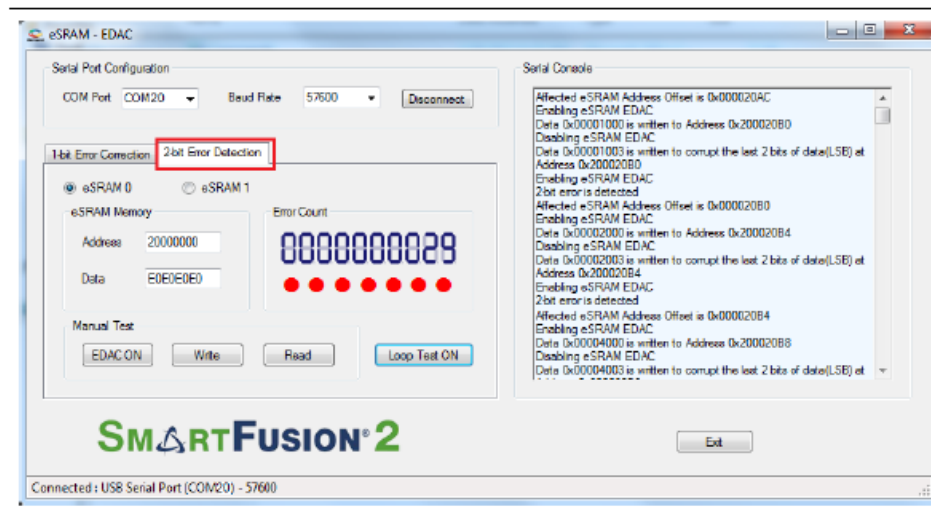 eSRAM - EDAC
Serial Port Configuration
COM Port COM20 Baud Rate 57600 Disconnect
1-bit Error Correction 2-bit Error Detection
eSRAM 0 eSRAM 1
eSRAM Memory
Address 20000000
Data E0E0E0E0
Error Count
0000000029
Manual Test
EDAC ON Write Read Loop Test ON
SMARTFUSION®2
Serial Console
Affected eSRAM Address Offset is 0x000020AC
Enabling eSRAM EDAC
Data 0x00001000 is written to Address 0x200020B0
Disabling eSRAM EDAC
Data 0x00001003 is written to corrupt the last 2 bits of data(LSB) at
Address 0x200020B0
Enabling eSRAM EDAC
2bit error is detected
Affected eSRAM Address Offset is 0x000020B0
Enabling eSRAM EDAC
Data 0x00002000 is written to Address 0x200020B4
Disabling eSRAM EDAC
Data 0x00002003 is written to corrupt the last 2 bits of data(LSB) at
Address 0x200020B4
Enabling eSRAM EDAC
2bit error is detected
Affected eSRAM Address Offset is 0x000020B4
Enabling eSRAM EDAC
Data 0x00004000 is written to Address 0x200020B8
Disabling eSRAM EDAC
Data 0x00004003 is written to corrupt the last 2 bits of data(LSB) at
Exit
Connected : USB Serial Port (COM20) - 57600